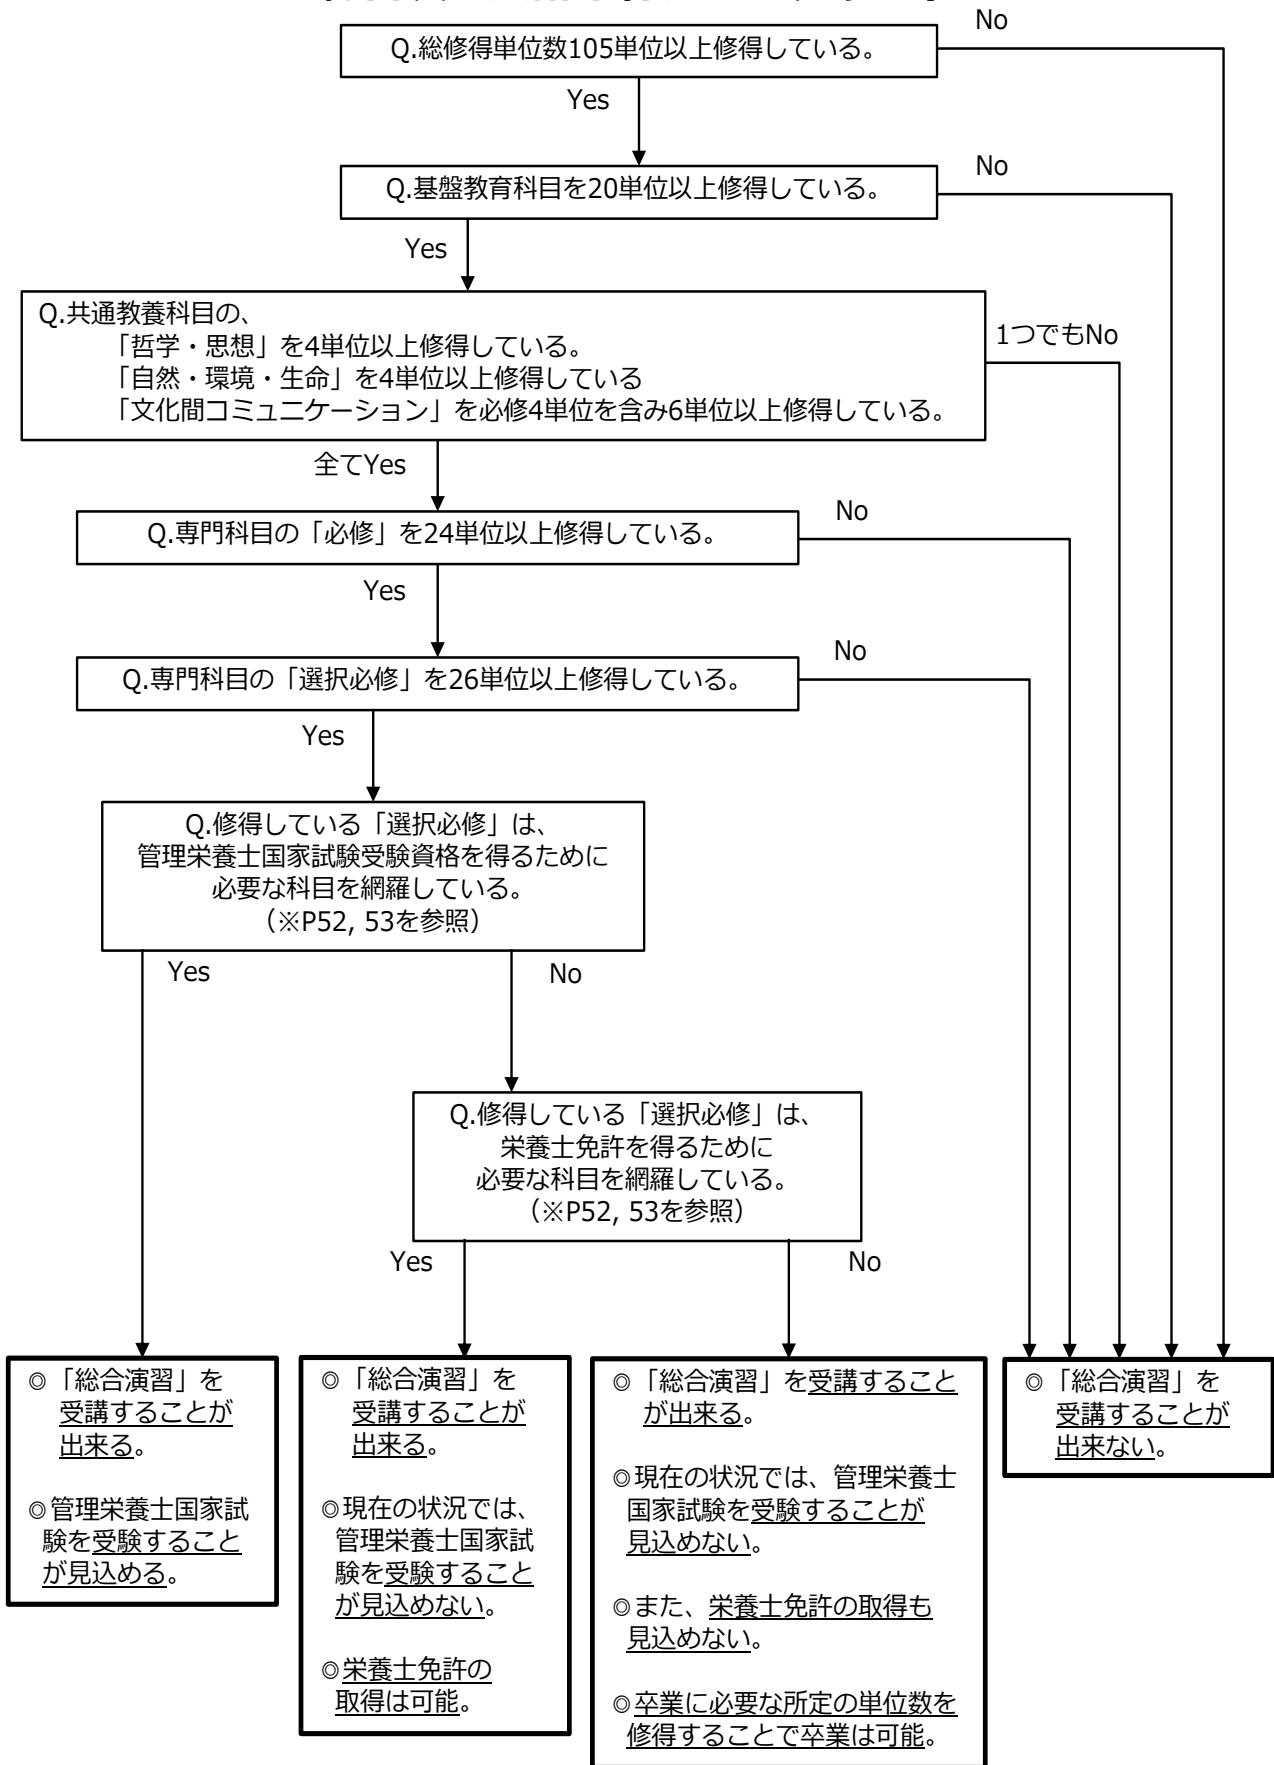 No
Q.総修得単位数105単位以上修得している。
Yes
No
Q.基盤教育科目を20単位以上修得している。
Yes
Q.共通教養科目の、
「哲学・思想」を4単位以上修得している。
「自然・環境・生命」を4単位以上修得している
「文化間コミュニケーション」を必修4単位を含み6単位以上修得している。
1つでもNo
全てYes
No
Q.専門科目の「必修」を24単位以上修得している。
Yes
No
Q.専門科目の「選択必修」を26単位以上修得している。
Yes
Q.修得している「選択必修」は、
管理栄養士国家試験受験資格を得るために
必要な科目を網羅している。
（※P52, 53を参照）
Yes
No
Q.修得している「選択必修」は、
栄養士免許を得るために
必要な科目を網羅している。
（※P52, 53を参照）
Yes
No
◎「総合演習」を
受講することが
出来る。
◎管理栄養士国家試
験を受験すること
が見込める。
◎「総合演習」を
受講することが
出来る。
◎現在の状況では、
管理栄養士国家試
験を受験すること
が見込めない。
◎栄養士免許の
取得は可能。
◎「総合演習」を受講すること
が出来る。
◎現在の状況では、管理栄養士
国家試験を受験することが
見込めない。
◎また、栄養士免許の取得も
見込めない。
◎卒業に必要な所定の単位数を
修得することで卒業は可能。
◎「総合演習」を
受講することが
出来ない。